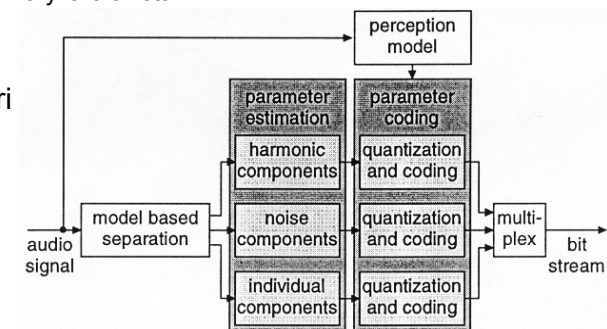 ri
perception
model
parameter
estimation
parameter
coding
harmonic
components
quantization
and coding
model based
separation
noise
components
quantization
and coding
multi-
plex
audio
signal
bit
stream
individual
components
quantization
and coding